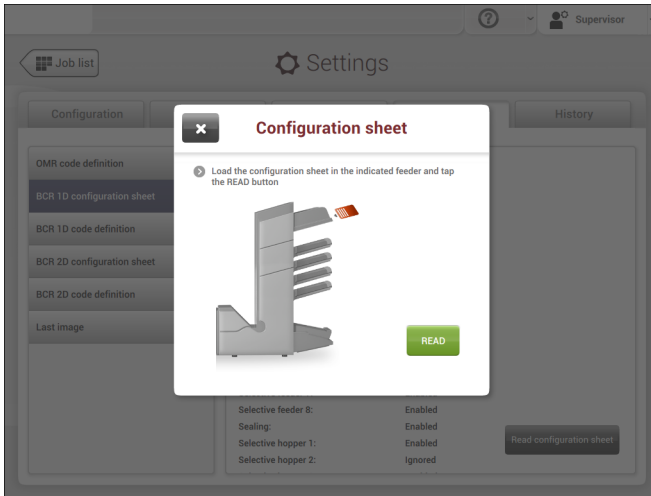 ?
Supervisor
Job list
Settings
Configuration
History
Configuration sheet
Load the configuration sheet in the indicated feeder and tap
the READ button
READ
OMR code definition
BCR 1D configuration sheet
BCR 1D code definition
BCR 2D configuration sheet
BCR 2D code definition
Last image
Selective feeder 8: Enabled
Sealing: Enabled
Selective hopper 1: Enabled
Selective hopper 2: Ignored
Read configuration sheet